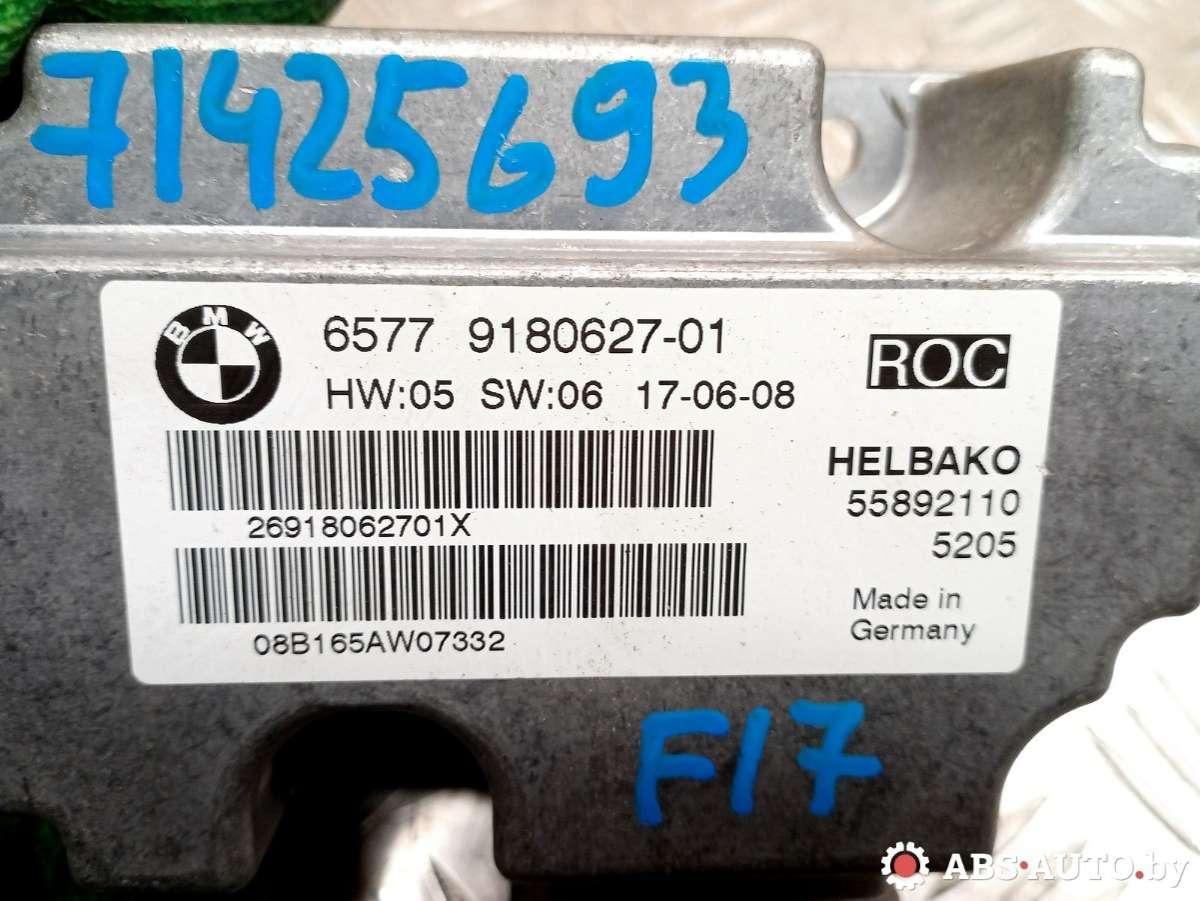 71425693
BMW
6577 9180627-01
HW:05 SW:06 17-06-08
ROC
26918062701X
08B165AW07332
HELBAKO
55892110
5205
Made in
Germany
F17
ABS-AUTO.by